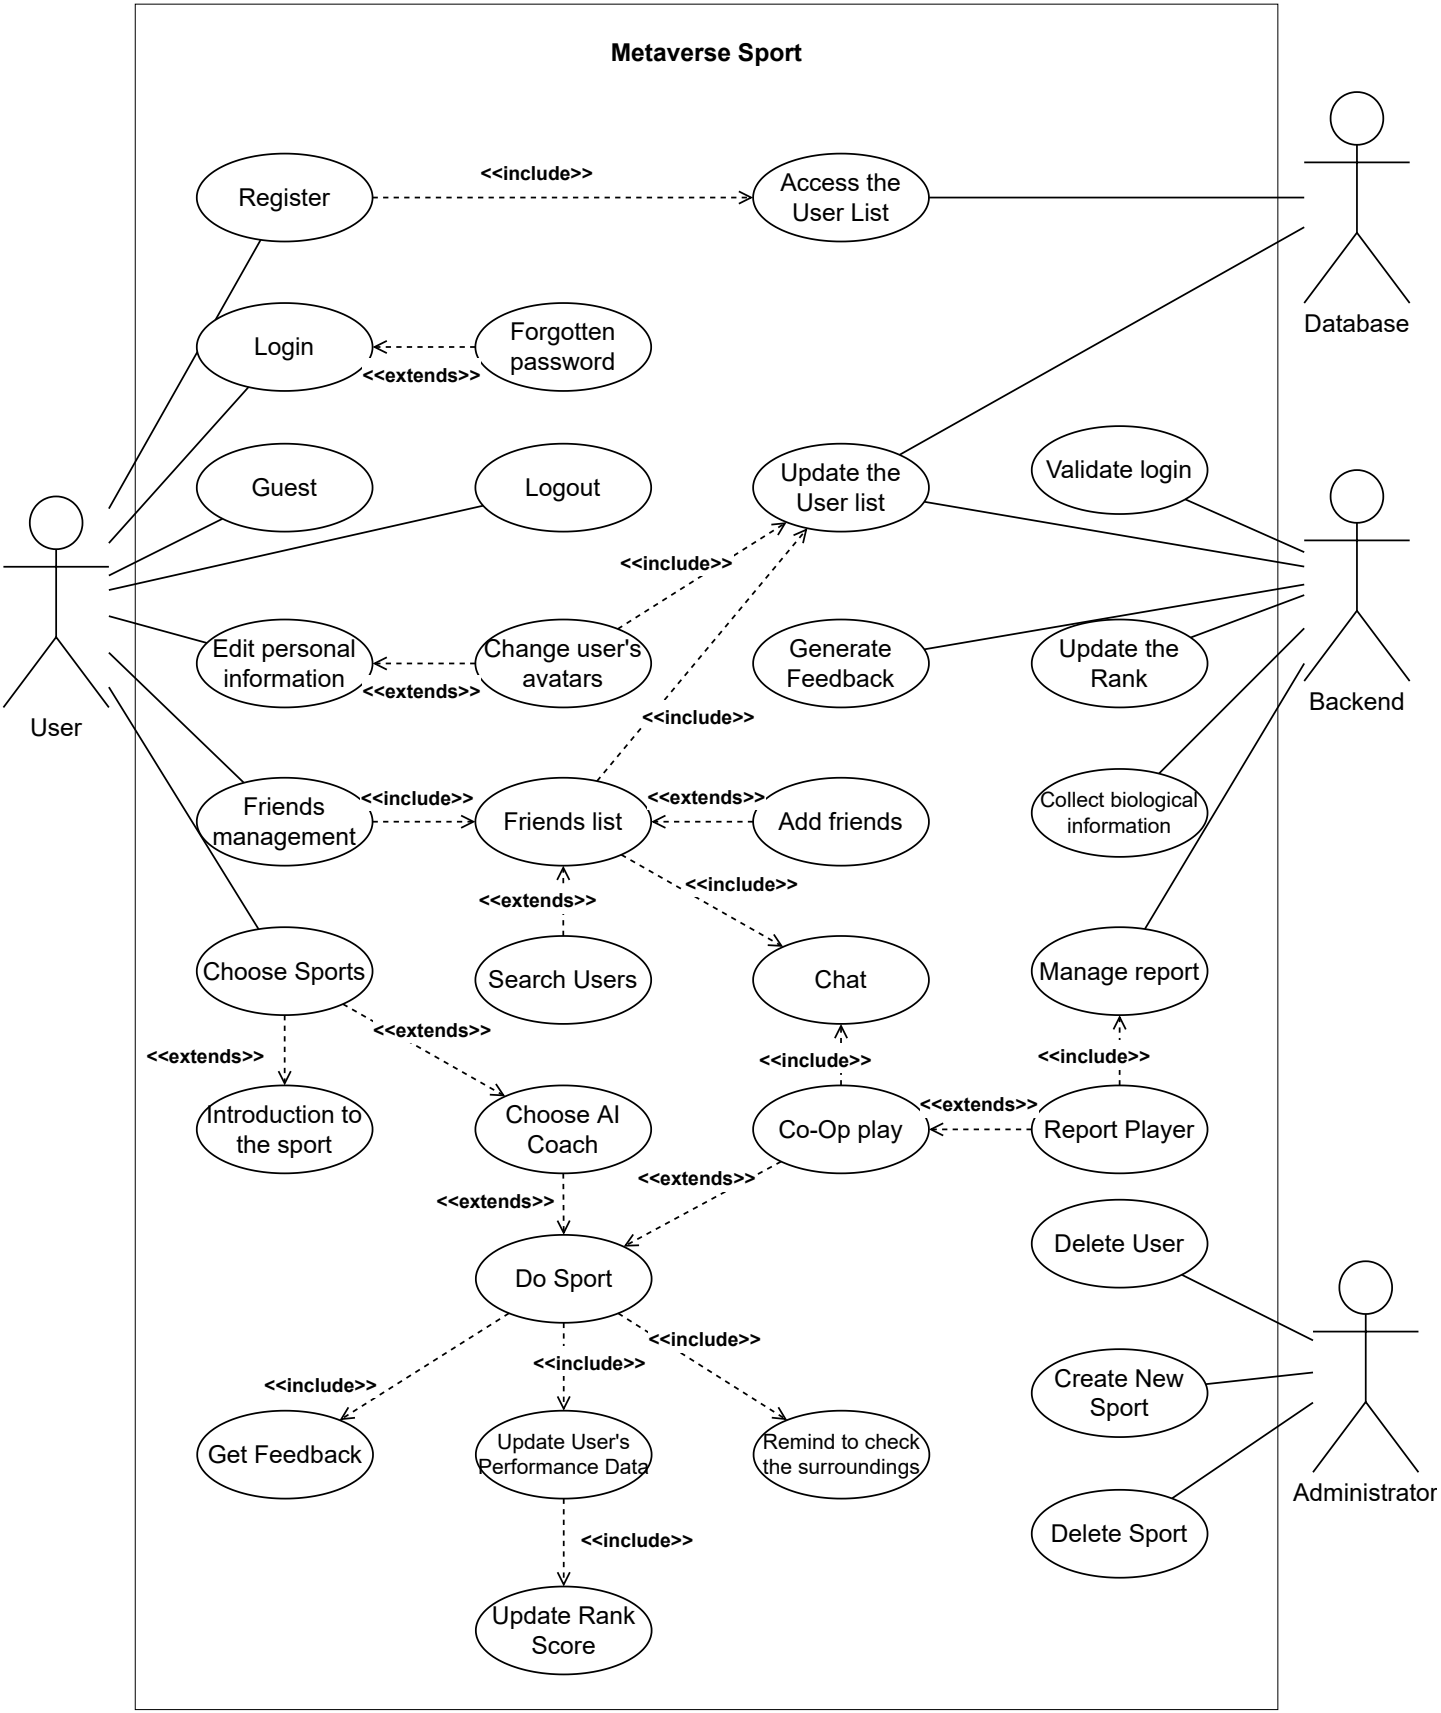 Metaverse Sport
<<include>>
Register
Access the
User List
Database
Login
Forgotten
password
<<extends>>
Guest
Logout
Update the
User list
Validate login
<<include>>
User
Edit personal
information
Change user's
avatars
<<extends>>
Generate
Feedback
Update the
Rank
Backend
<<include>>
Friends
management
<<include>>
Friends list
<<extends>>
Add friends
Collect biological
information
<<extends>>
<<include>>
Choose Sports
Search Users
Chat
Manage report
<<extends>>
<<extends>>
<<include>>
<<include>>
Introduction to
the sport
Choose AI
Coach
Co-Op play
<<extends>>
Report Player
<<extends>>
<<extends>>
Do Sport
Delete User
<<include>>
<<include>>
<<include>>
Create New
Sport
Administrator
Get Feedback
Update User's
Performance Data
Remind to check
the surroundings
Delete Sport
<<include>>
Update Rank
Score